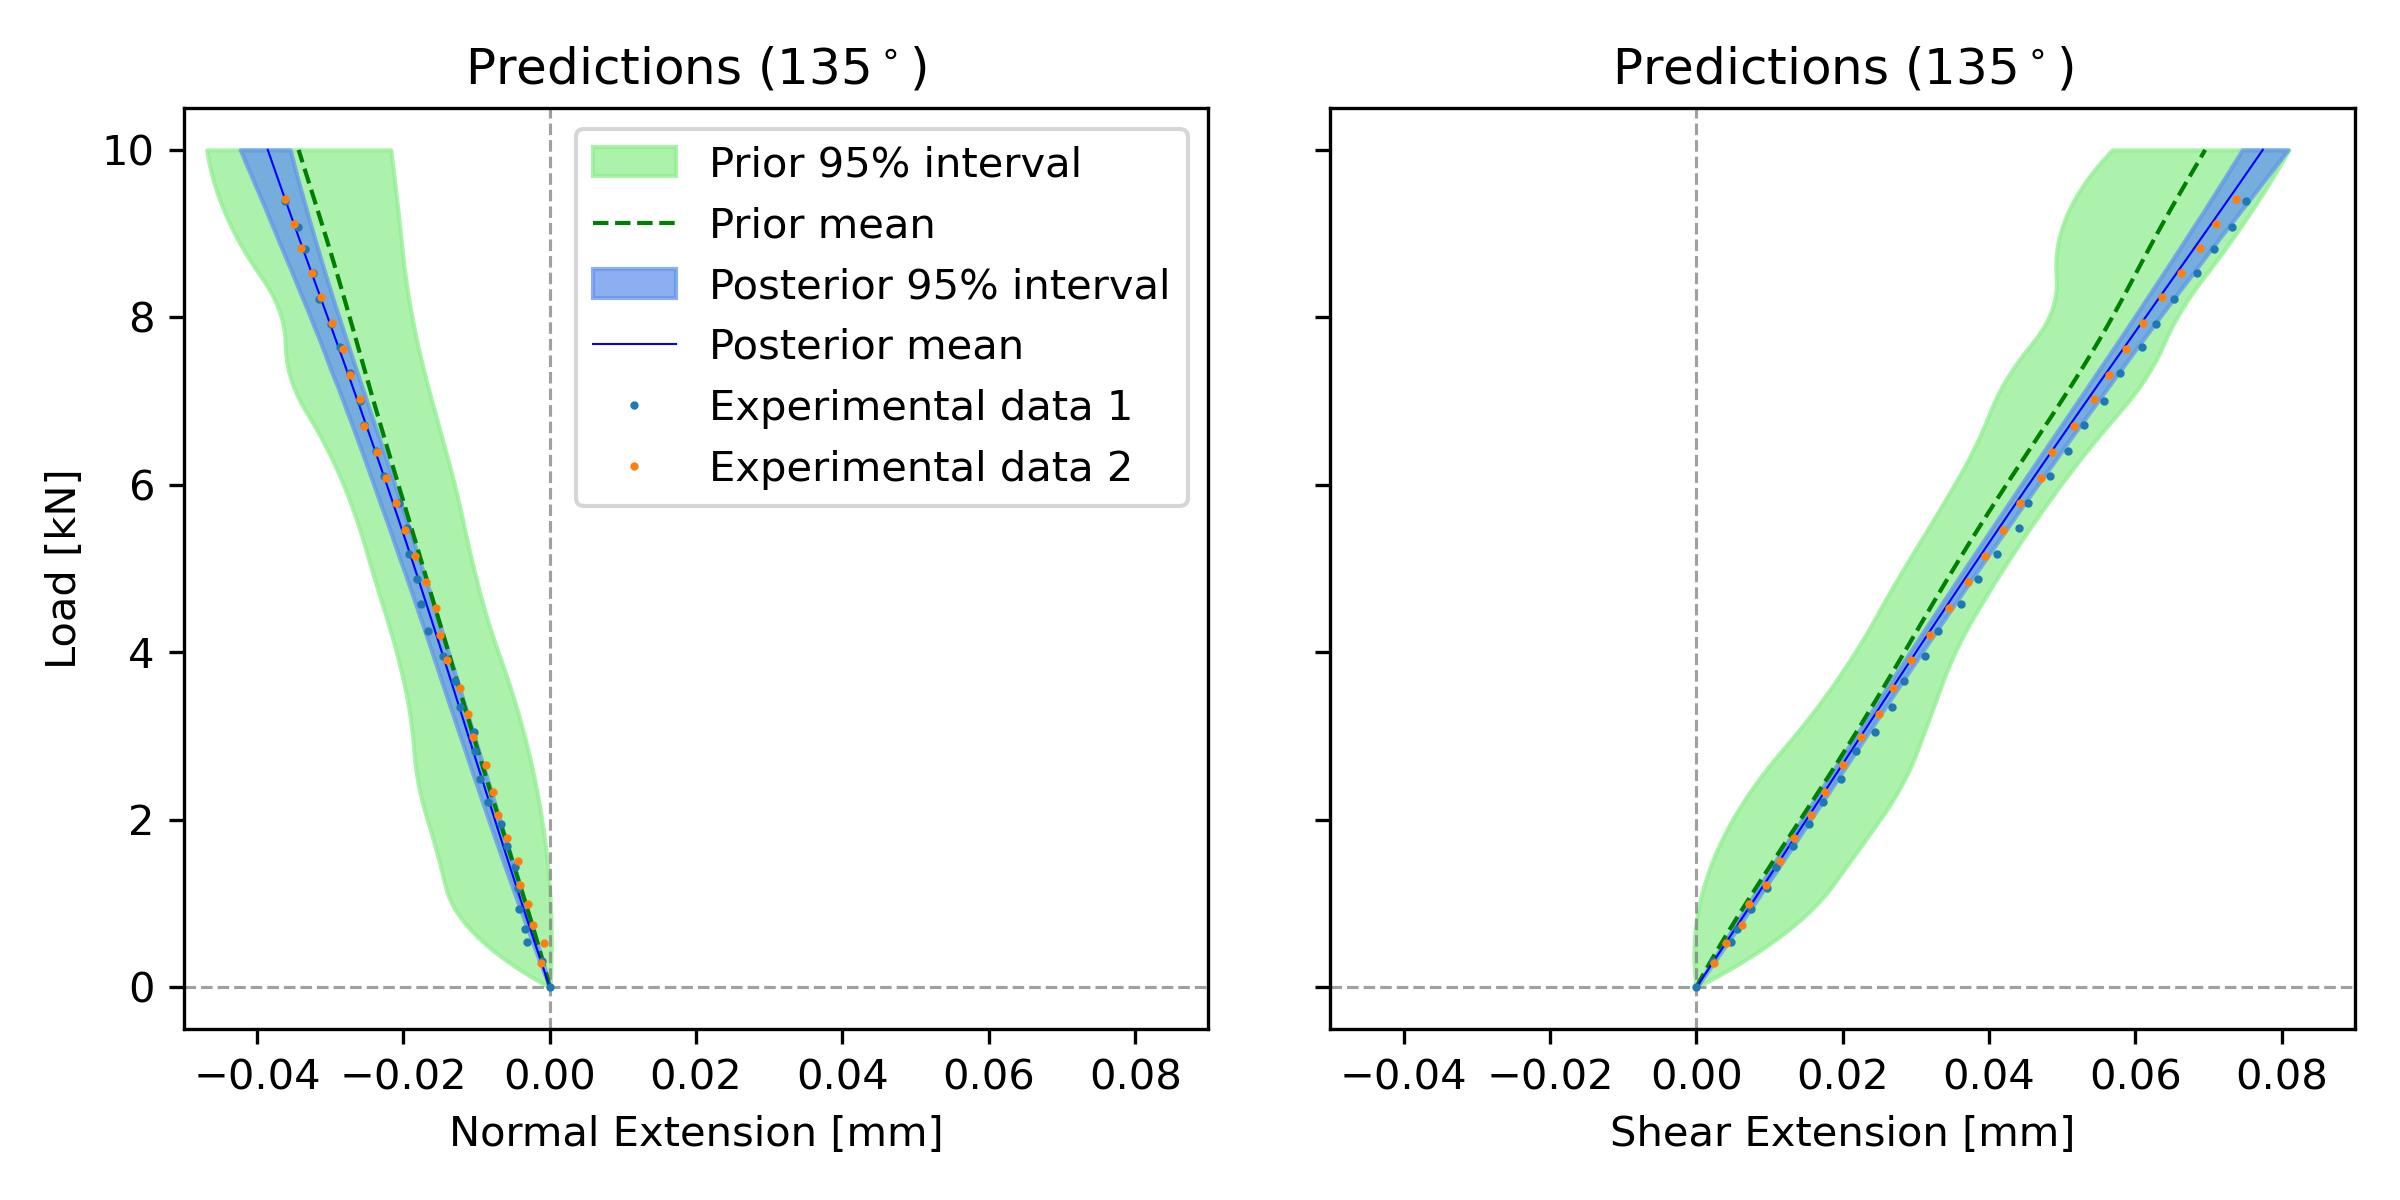 Predictions (135°)
Predictions (135°)
Load [kN]
10
8
6
4
2
0
Prior 95% interval
Prior mean
Posterior 95% interval
Posterior mean
Experimental data 1
Experimental data 2
−0.04 −0.02 0.00 0.02 0.04 0.06 0.08
−0.04 −0.02 0.00 0.02 0.04 0.06 0.08
Normal Extension [mm]
Shear Extension [mm]